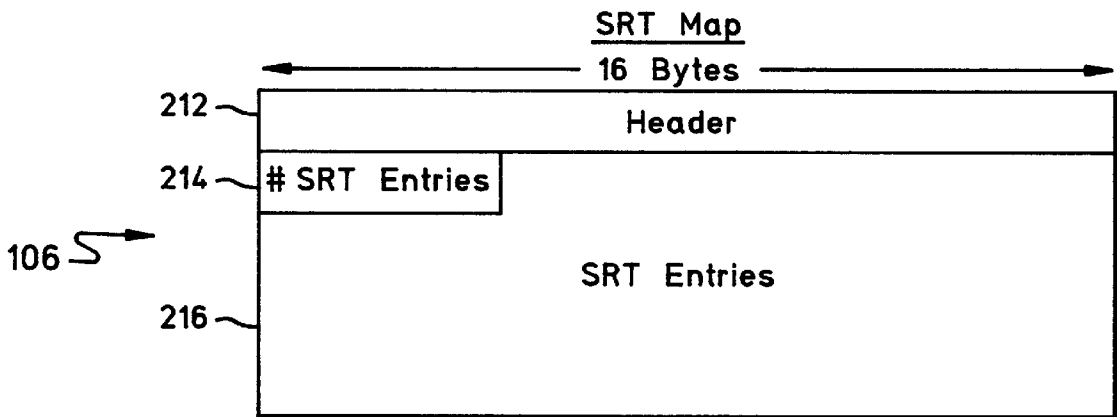 SRT Map
16 Bytes
212
Header
214
# SRT Entries
106
SRT Entries
216